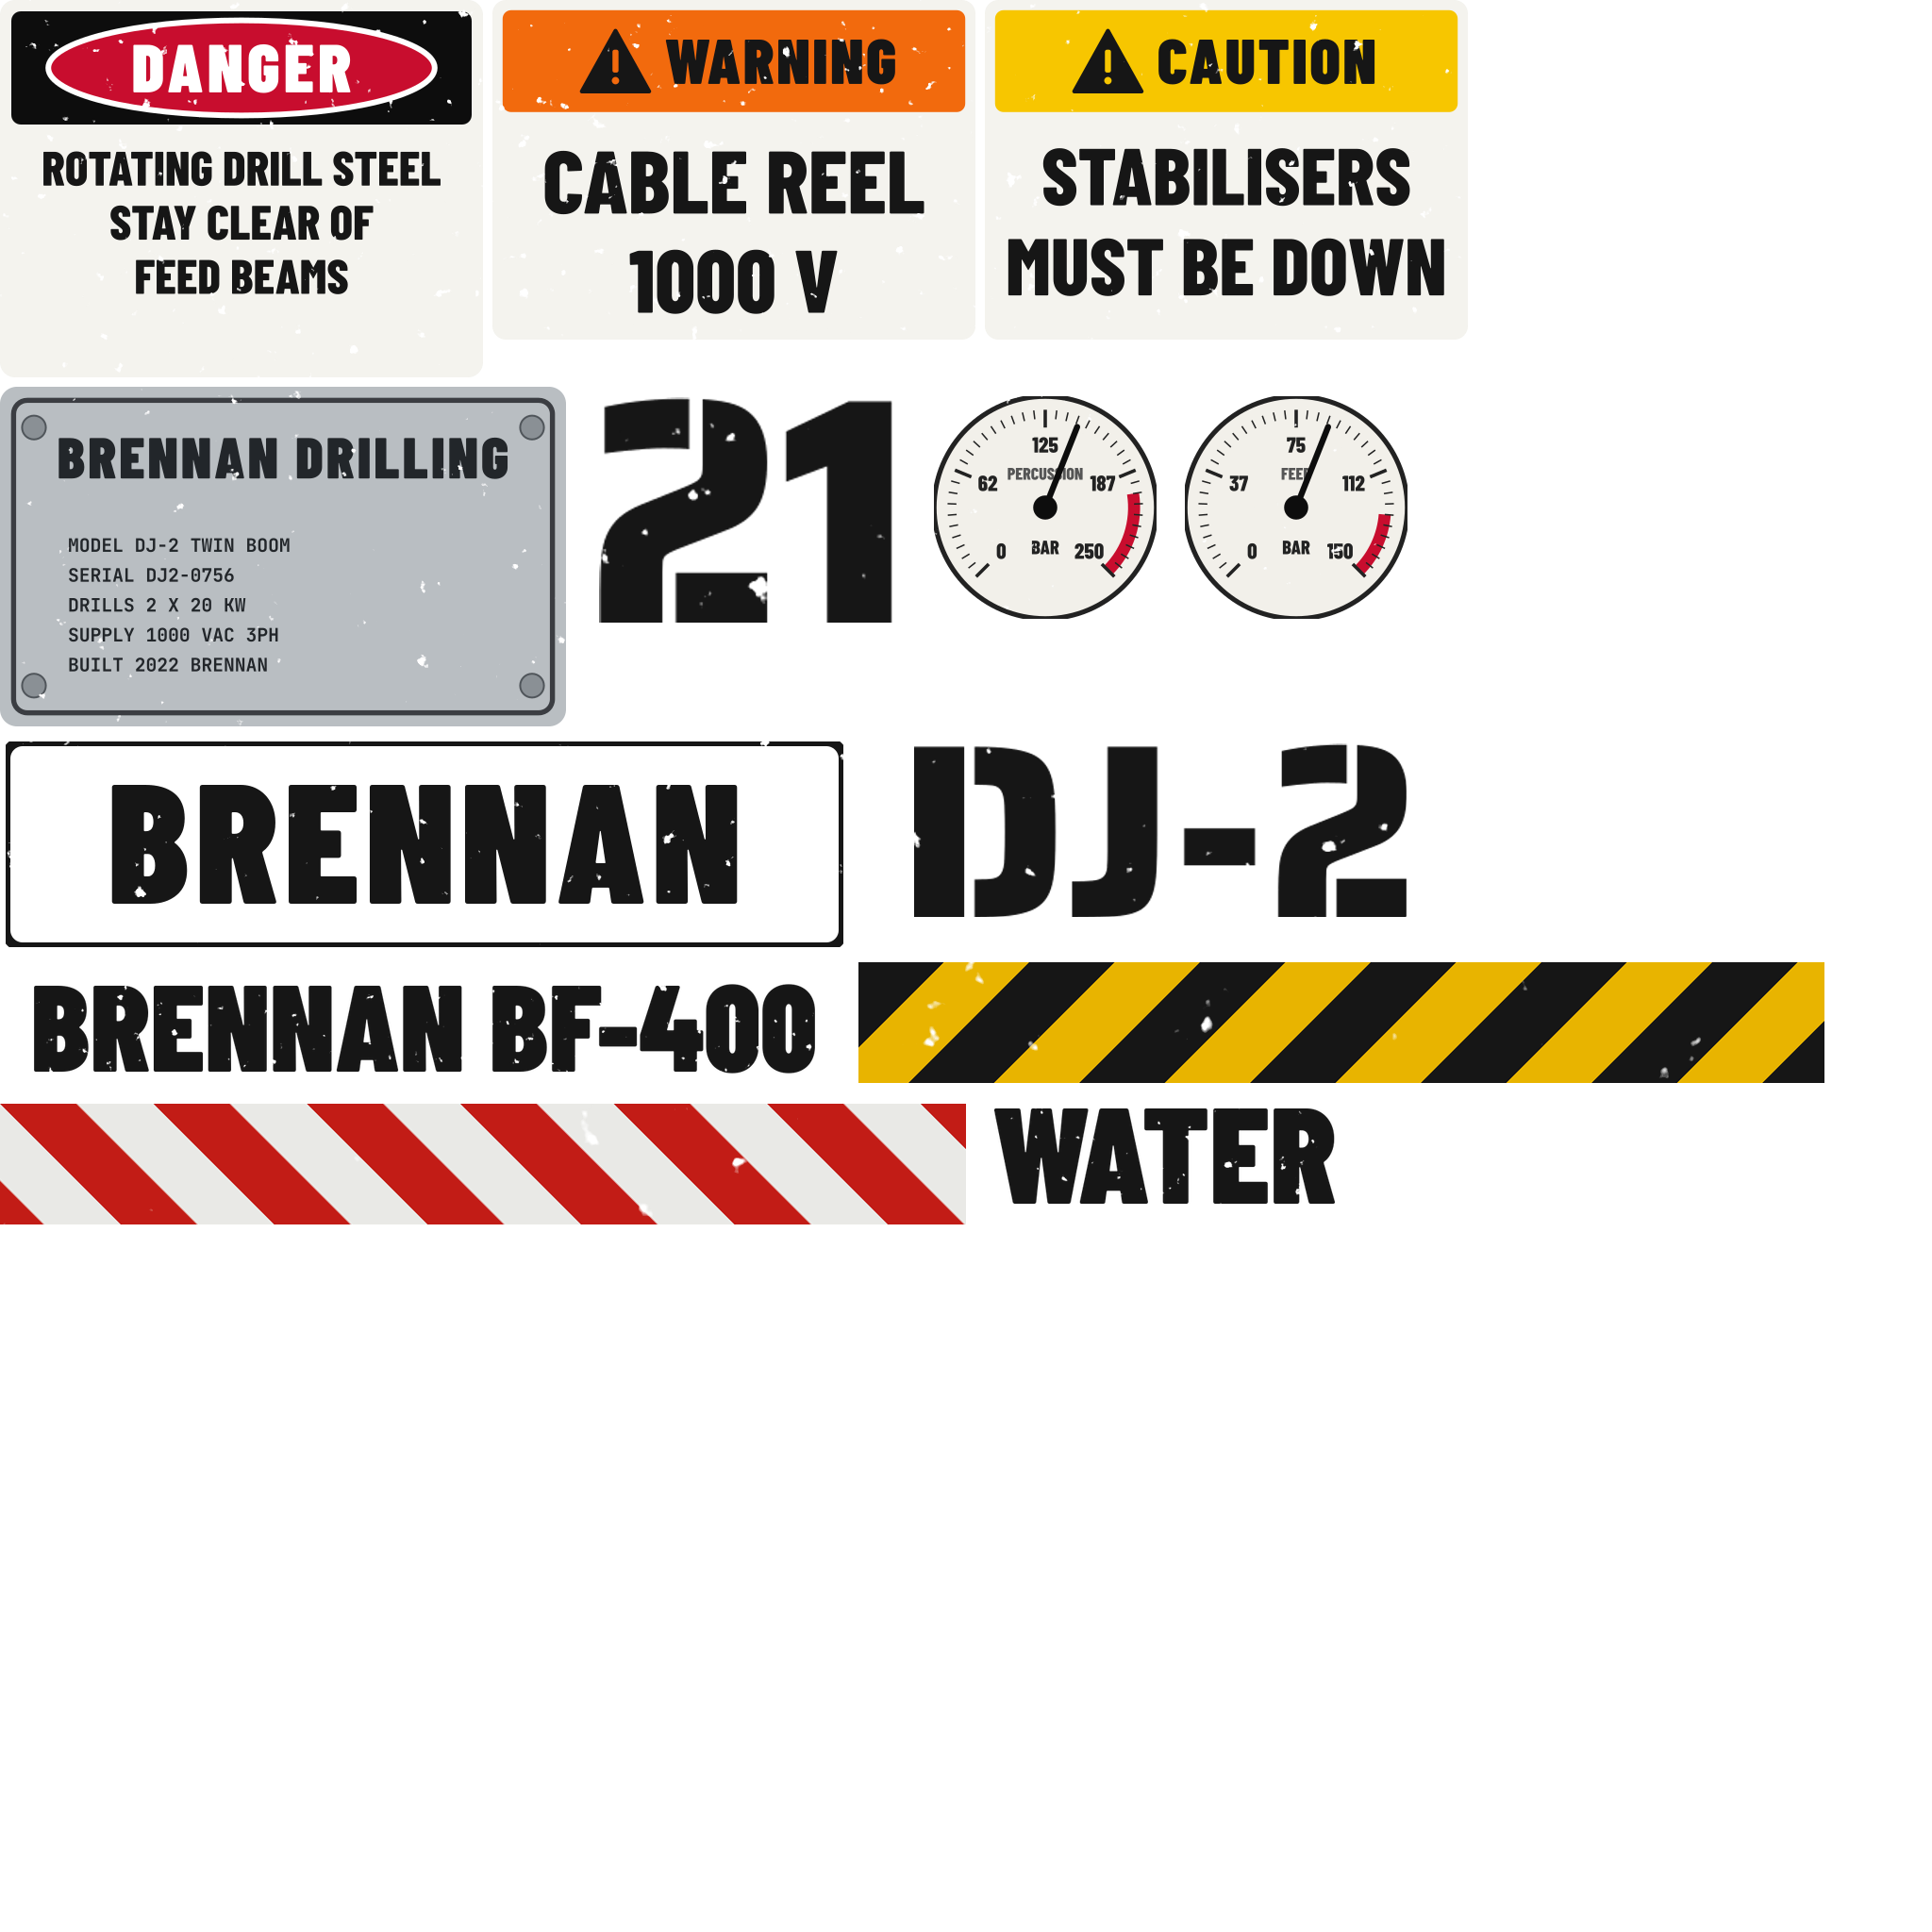 DANGER
ROTATING DRILL STEEL
STAY CLEAR OF
FEED BEAMS
WARNING
CABLE REEL
1000 V
CAUTION
STABILISERS
MUST BE DOWN
BRENNAN DRILLING
MODEL DJ-2 TWIN BOOM
SERIAL DJ2-0756
DRILLS 2 X 20 KW
SUPPLY 1000 VAC 3PH
BUILT 2022 BRENNAN
21
125
PERCUSSION
62
187
0
BAR
250
75
FEED
37
112
0
BAR
150
BRENNAN
DJ-2
BRENNAN BF-400
WATER